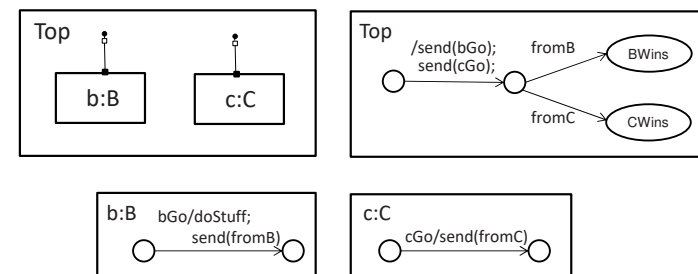 Top
b:B
c:C
Top
/send(bGo);
send(cGo);
fromB
fromC
BWins
CWins
b:B
bGo/doStuff;
send(fromB)
c:C
cGo/send(fromC)